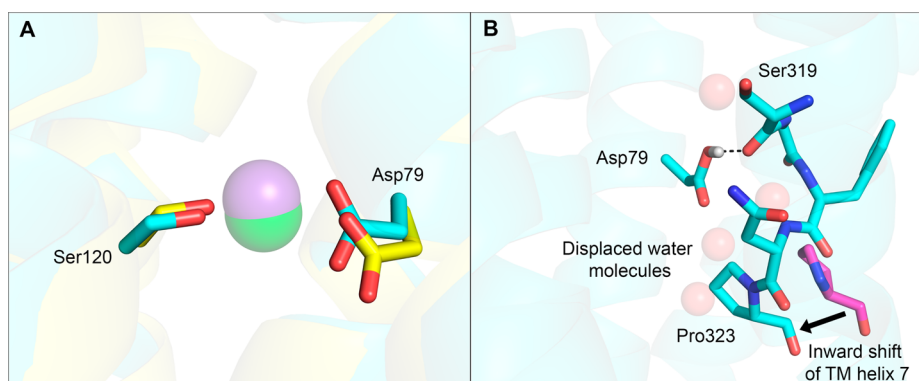 A
Ser120
Asp79
B
Ser319
Asp79
Displaced water
molecules
Pro323
Inward shift
of TM helix 7